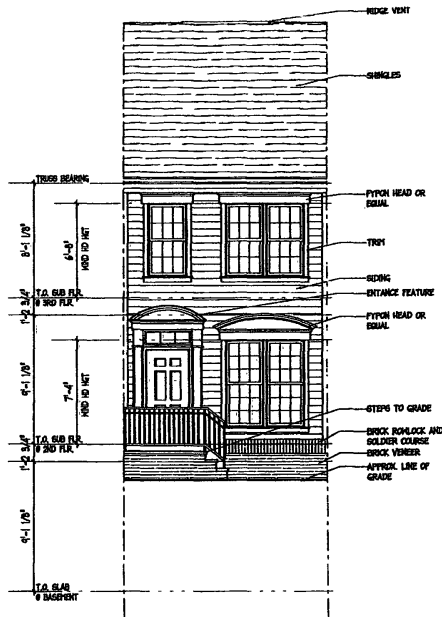 RIDGE VENT
SHINGLES
TRUSS BEARING
FYPON HEAD OR
EQUAL
8'-1 1/8"
6'-8"
WIND HD HGT
TRIM
SIDING
T.O. SUB FLR.
@ 3RD FLR.
ENTRANCE FEATURE
1'-2 3/4"
FYPON HEAD OR
EQUAL
9'-1 1/8"
7'-4"
WIND HD HGT
STEPS TO GRADE
BRICK ROWLOCK AND
SOLDIER COURSE
T.O. SUB FLR.
@ 2ND FLR.
BRICK VENEER
1'-2 3/4"
APPROX. LINE OF
GRADE
9'-1 1/8"
T.O. SLAB
@ BASEMENT